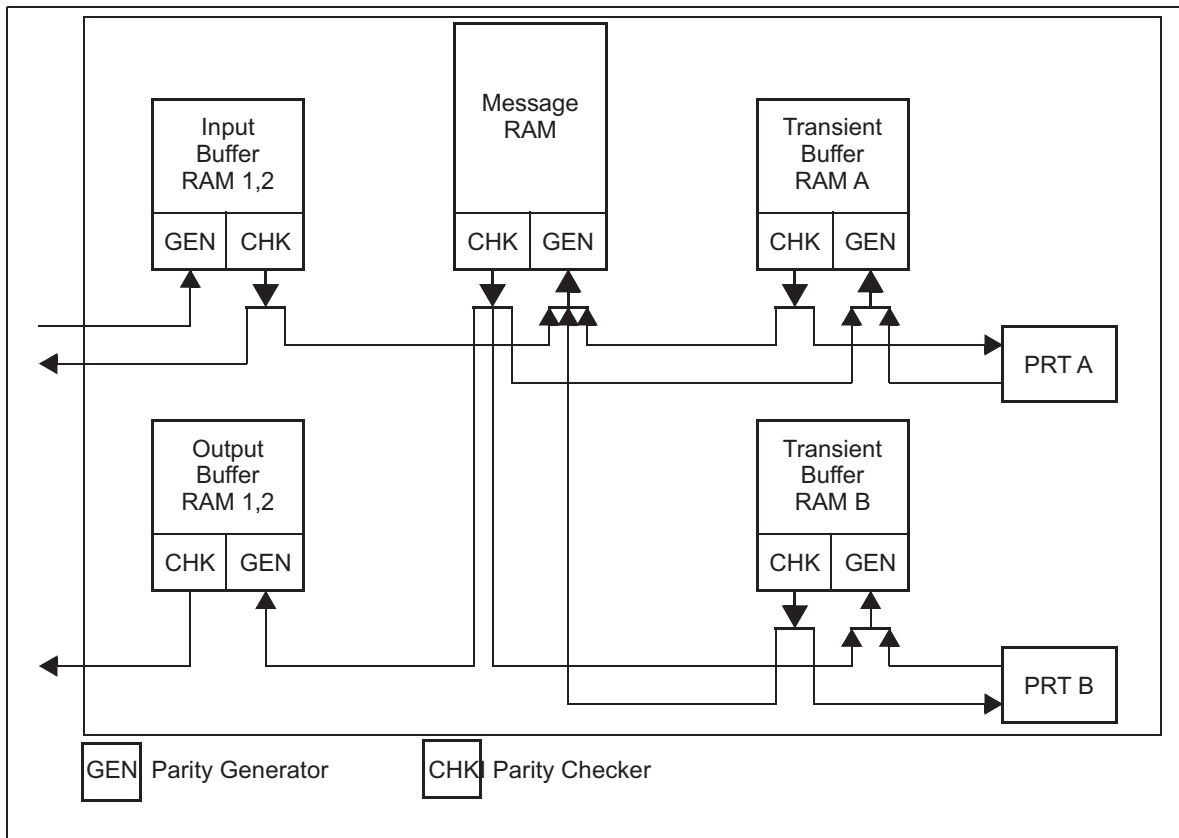 Message
RAM
Input
Buffer
RAM 1,2
Transient
Buffer
RAM A
GEN
CHK
CHK
GEN
CHK
GEN
PRT A
Output
Buffer
RAM 1,2
Transient
Buffer
RAM B
CHK
GEN
CHK
GEN
PRT B
GEN
Parity Generator
CHK
Parity Checker